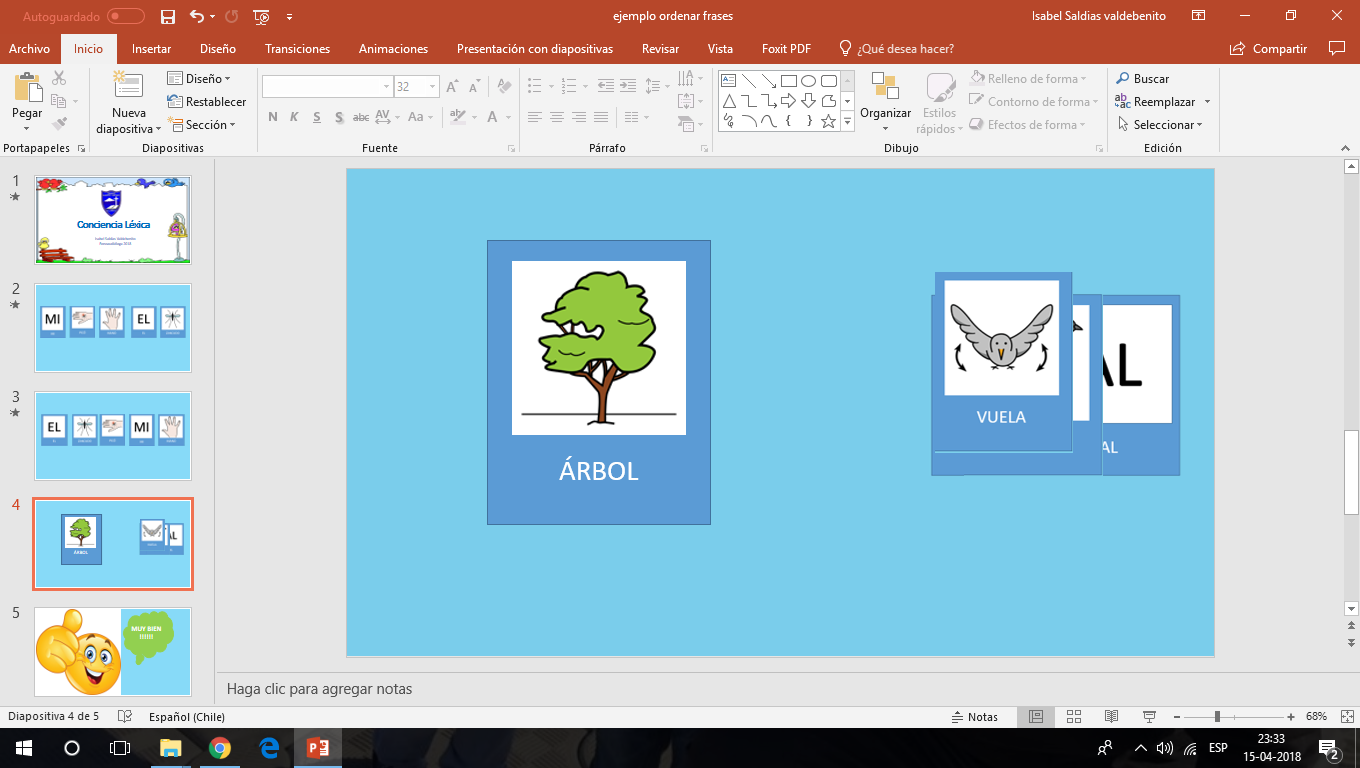 Autoguardado
ejemplo ordenar frases
Isabel Saldias valdebenito
Archivo Inicio Insertar Diseño Transiciones Animaciones Presentación con diapositivas Revisar Vista Foxit PDF ¿Qué desea hacer? Compartir
Pegar
Portapapeles
Nueva diapositiva
Diseño
Restablecer
Sección
Diapositivas
32
N K S S abc AV Aa A
Fuente
Párrafo
Organizar
Estilos rápidos
Relleno de forma
Contorno de forma
Efectos de forma
Dibujo
Buscar
Reemplazar
Seleccionar
Edición
1
Conciencia Léxica
2
MI EL
3
EL MI
4
ÁRBOL
AL
5
MUY BIEN
!!!!!!
ÁRBOL
VUELA
AL
AL
Haga clic para agregar notas
Diapositiva 4 de 5 Español (Chile) Notas 68%
ESP
23:33
15-04-2018
2